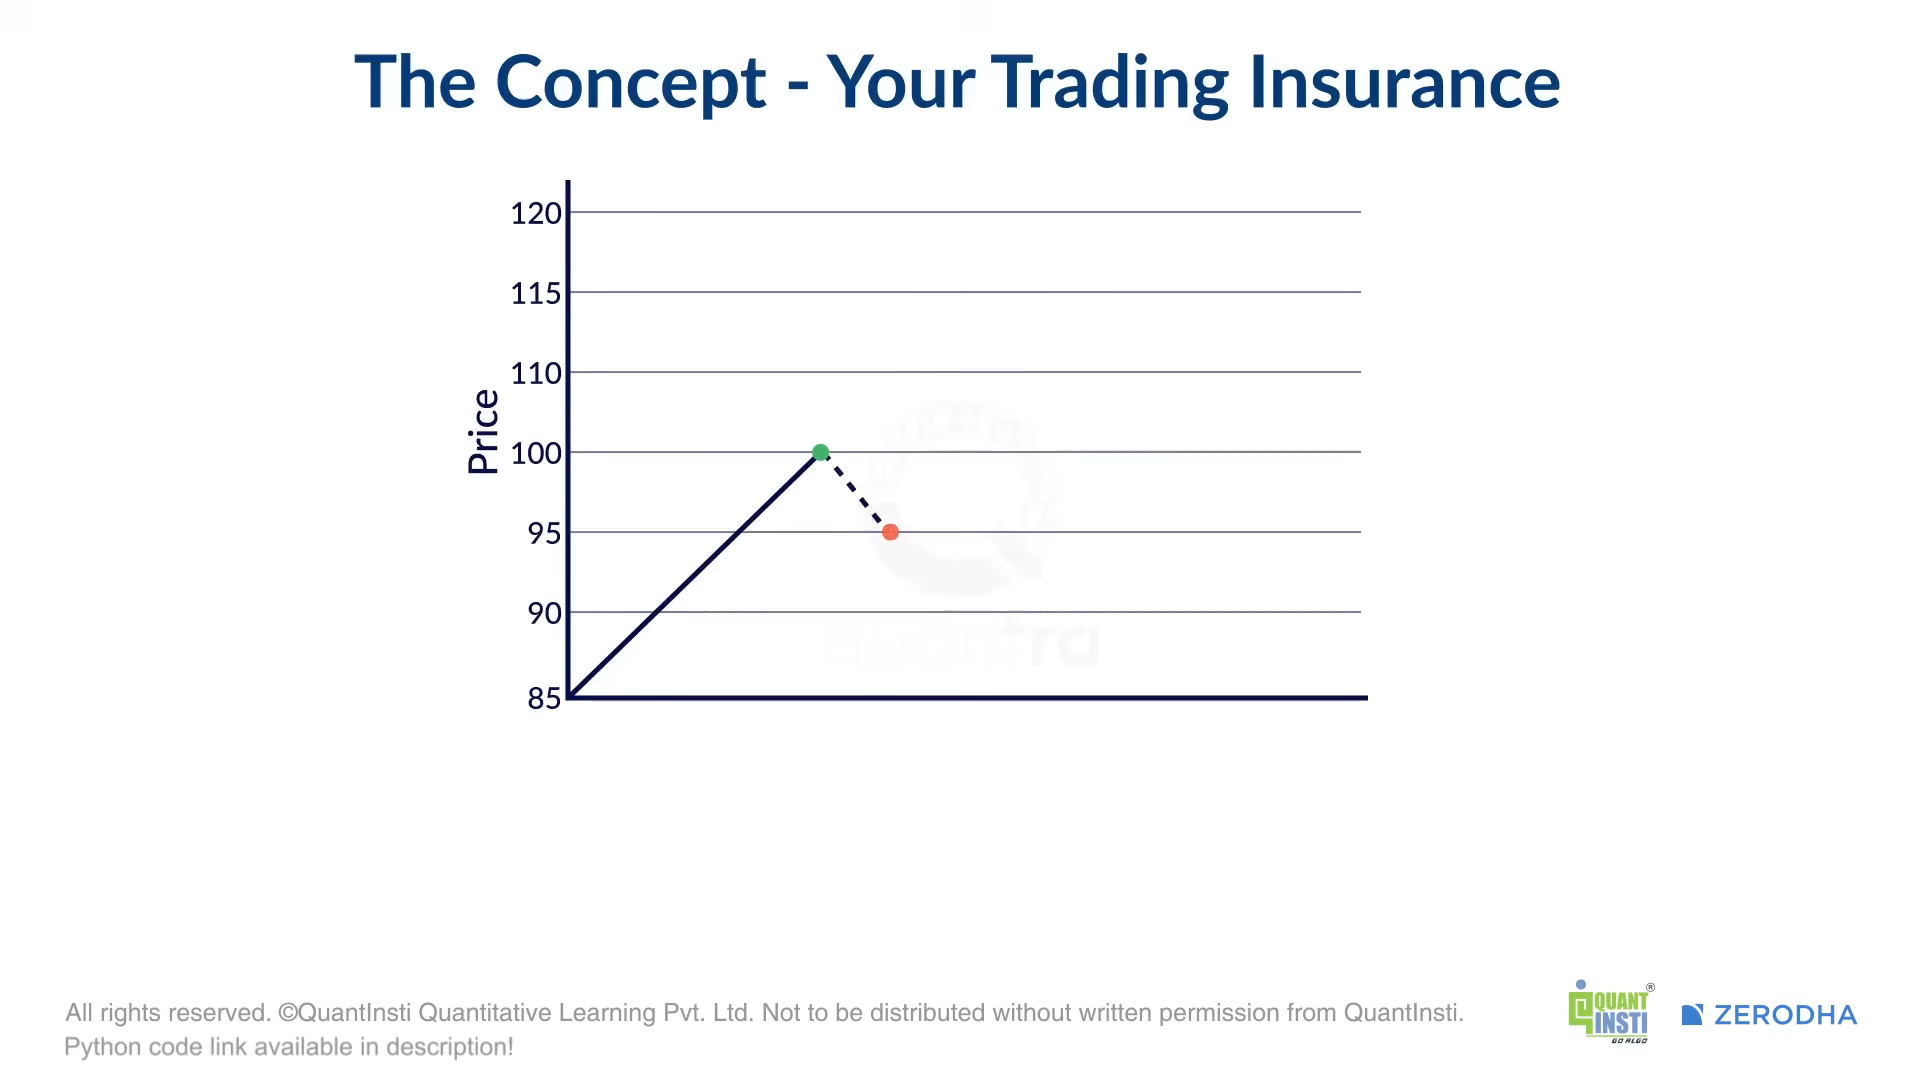 The Concept - Your Trading Insurance
120
115
110
Price
100
95
90
85
All rights reserved. ©QuantInsti Quantitative Learning Pvt. Ltd. Not to be distributed without written permission from QuantInsti.
Python code link available in description!
QUANT®
INSTI
GO ALGO
ZERODHA